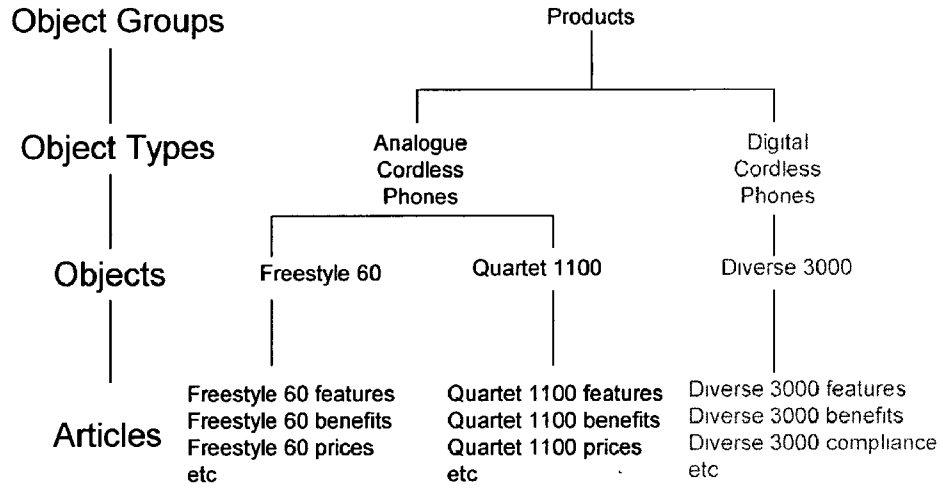 Object Groups
Products
Object Types
Analogue
Cordless
Phones
Digital
Cordless
Phones
Objects
Freestyle 60
Quartet 1100
Diverse 3000
Articles
Freestyle 60 features
Freestyle 60 benefits
Freestyle 60 prices
etc
Quartet 1100 features
Quartet 1100 benefits
Quartet 1100 prices
etc
Diverse 3000 features
Diverse 3000 benefits
Diverse 3000 compliance
etc